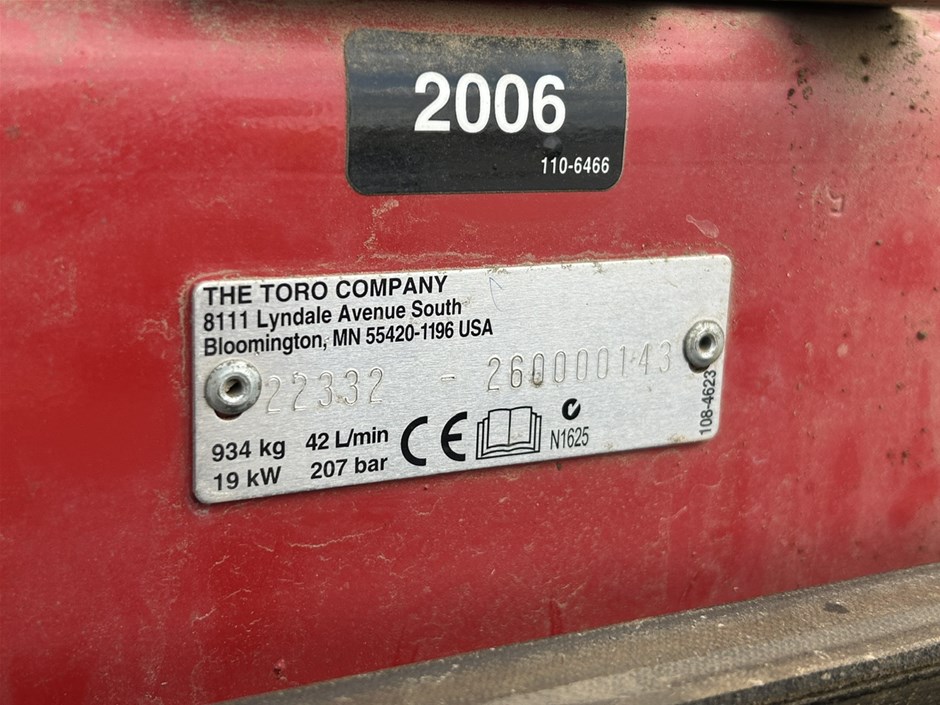 2006
110-6466
THE TORO COMPANY
8111 Lyndale Avenue South
Bloomington, MN 55420-1196 USA
22332 - 260000143
934 kg 42 L/min
19 kW 207 bar
CE
N1625
108-4623